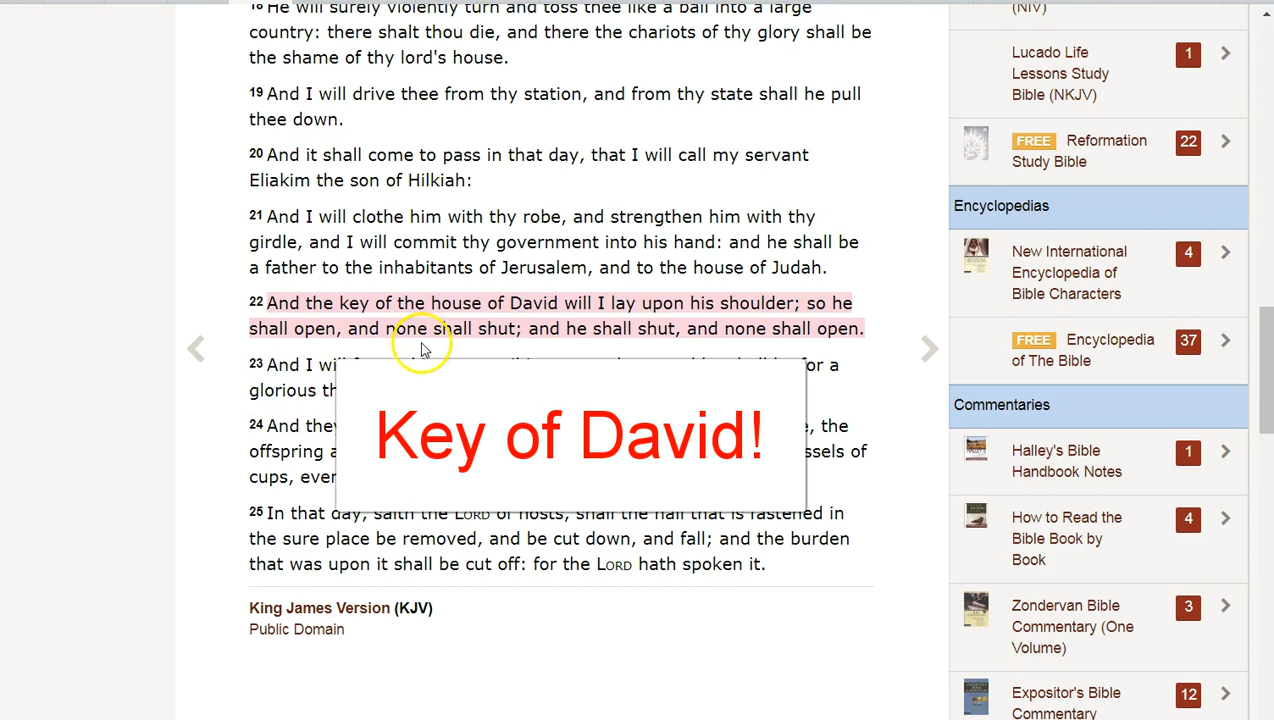 18 He will surely violently turn and toss thee like a ball into a large
country: there shalt thou die, and there the chariots of thy glory shall be
the shame of thy lord's house.
19 And I will drive thee from thy station, and from thy state shall he pull
thee down.
20 And it shall come to pass in that day, that I will call my servant
Eliakim the son of Hilkiah:
21 And I will clothe him with thy robe, and strengthen him with thy
girdle, and I will commit thy government into his hand: and he shall be
a father to the inhabitants of Jerusalem, and to the house of Judah.
22 And the key of the house of David will I lay upon his shoulder; so he
shall open, and none shall shut; and he shall shut, and none shall open.
23 And I for a
glorious
24 And the
offspring of
cups, even
Key of David!
25 In that day, saith the LORD of hosts, shall the nail that is fastened in
the sure place be removed, and be cut down, and fall; and the burden
that was upon it shall be cut off: for the LORD hath spoken it.
King James Version (KJV)
Public Domain
(NIV)
Lucado Life
Lessons Study
Bible (NKJV)
1
FREE Reformation
Study Bible
22
Encyclopedias
New International
Encyclopedia of
Bible Characters
4
FREE Encyclopedia
of The Bible
37
Commentaries
Halley's Bible
Handbook Notes
1
How to Read the
Bible Book by
Book
4
Zondervan Bible
Commentary (One
Volume)
3
Expositor's Bible
Commentary
12